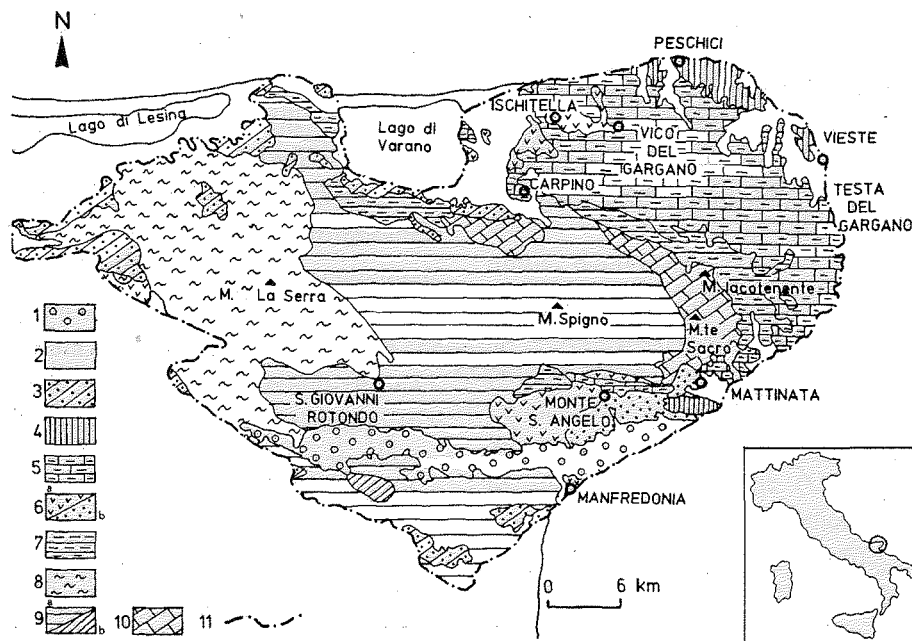 N
PESCHICI
Lago di Lesina
ISCHITELLA
Lago di
Varano
VICO
DEL
GARGANO
VIESTE
CARPINO
TESTA
DEL
GARGANO
M. La Serra
M. Iacotenente
M. Spigno
M.te
Sacro
S. GIOVANNI
ROTONDO
MONTE
S. ANGELO
MATTINATA
MANFREDONIA
0 6 km
1
2
3
4
5
6 a b
7
8
9 a b 10 11